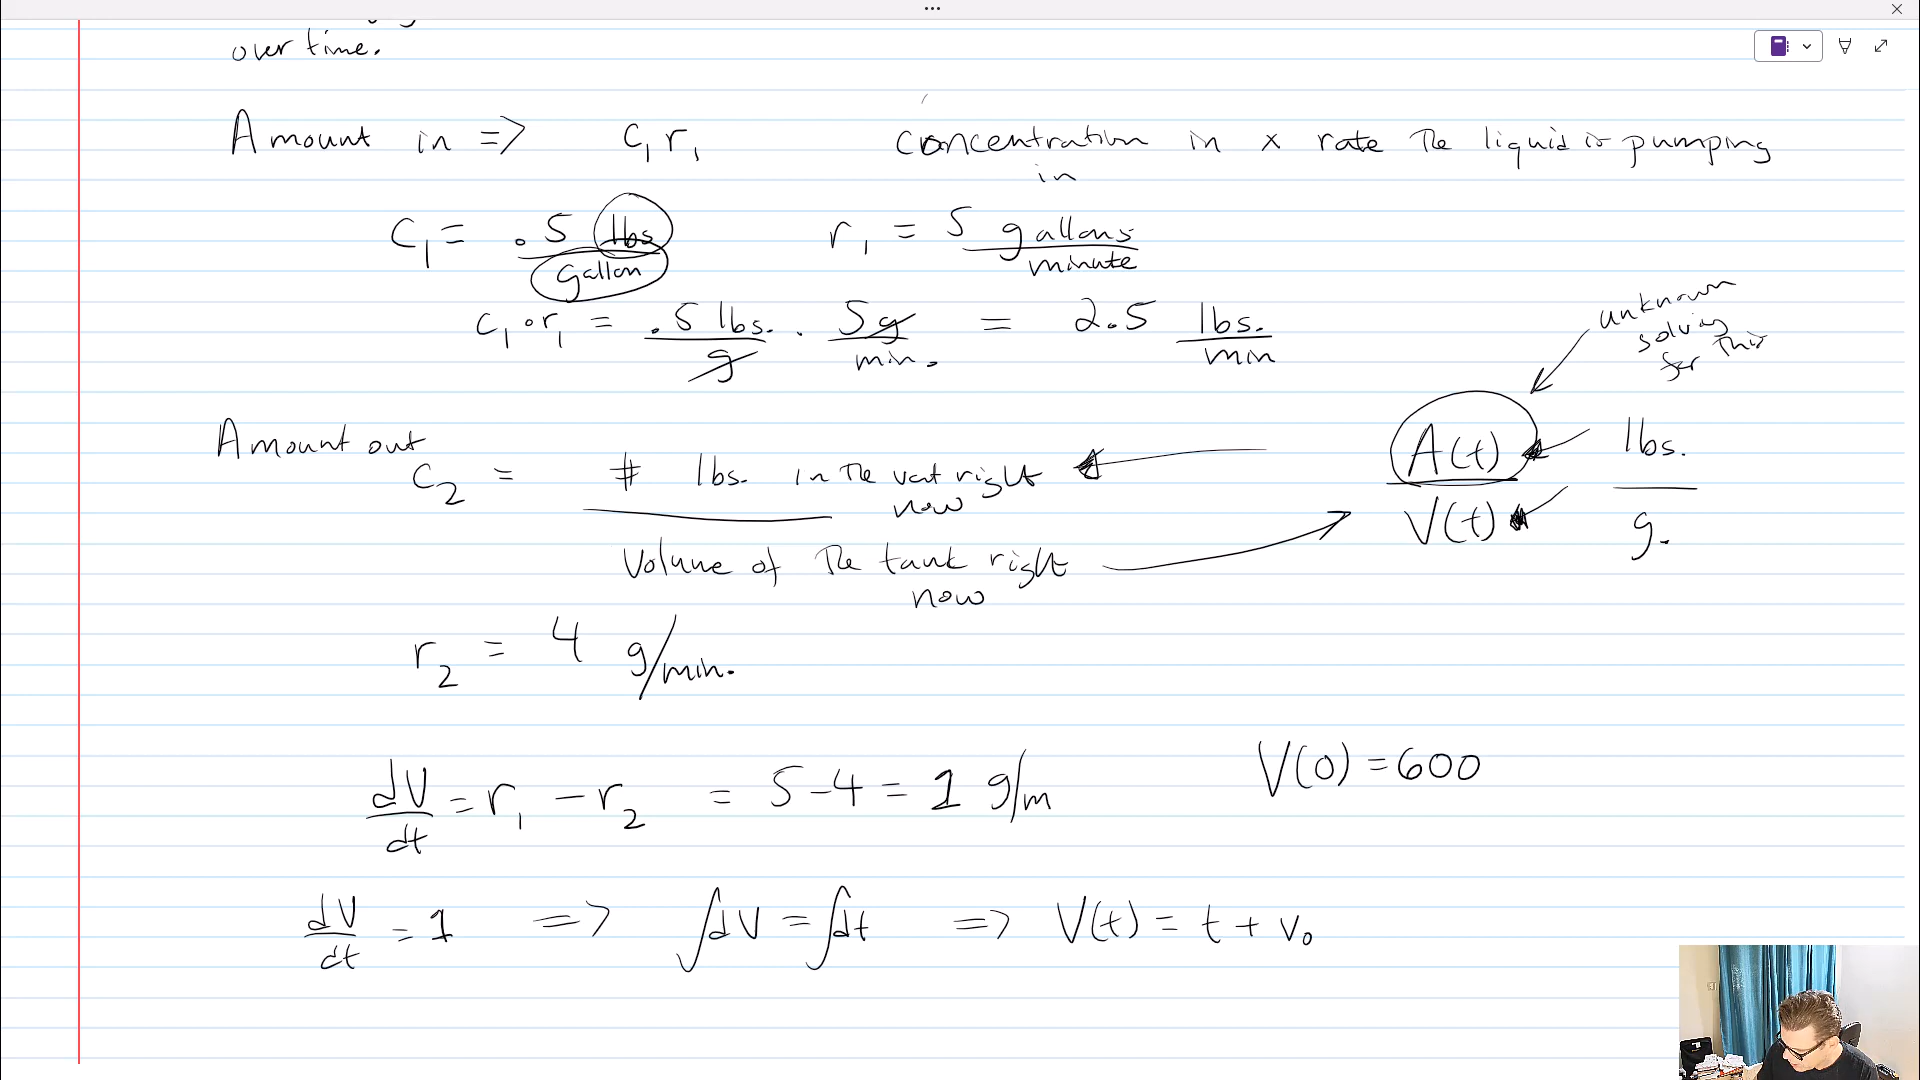 over time.
Amount in => C₁ r₁ concentration in x rate the liquid is pumping
in
C₁ = .5 lbs / gallon r₁ = 5 gallons / minute
C₁ · r₁ = .5 lbs. / g · 5 g / min. = 2.5 lbs. / min
unknown
solving
for this
Amount out
C₂ = # lbs. in the vat right now / Volume of the tank right now A(t) / V(t) lbs. / g.
r₂ = 4 g/min.
dV/dt = r₁ - r₂ = 5 - 4 = 1 g/m V(0) = 600
dV/dt = 1 => ∫dV = ∫dt => V(t) = t + v₀